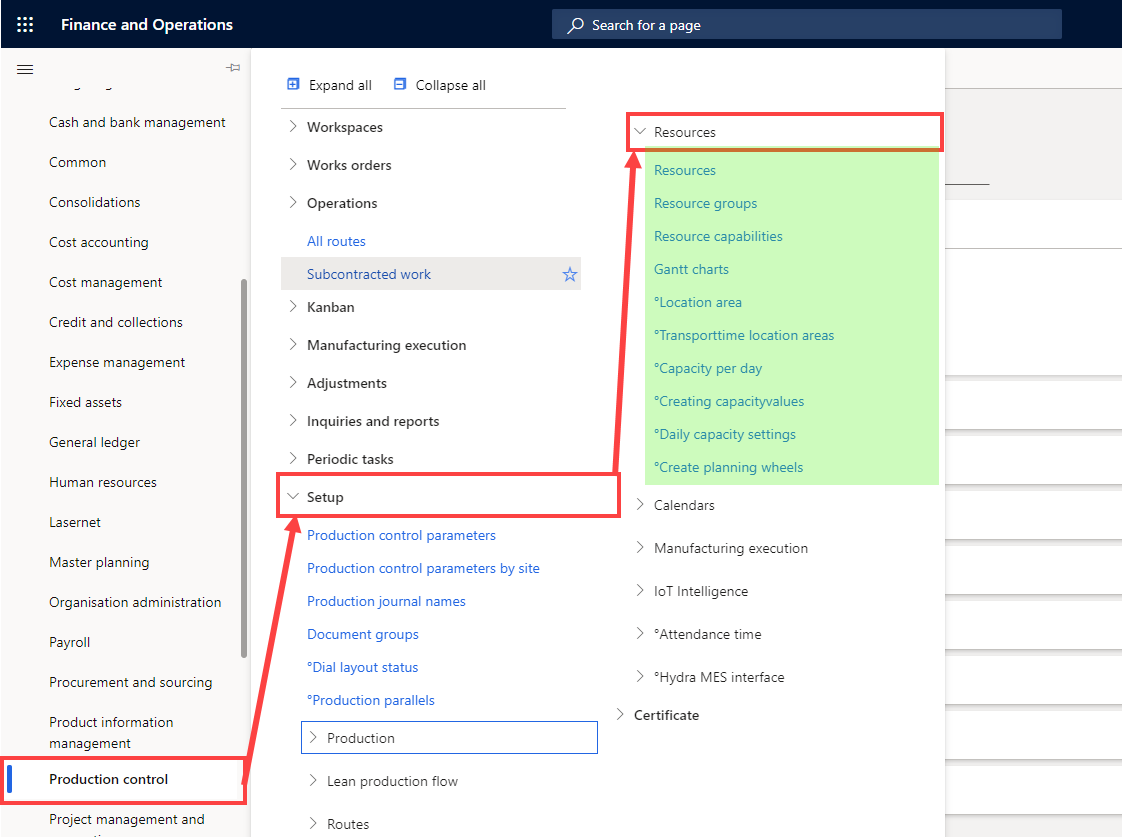 Finance and Operations
Search for a page
Cash and bank management
Common
Consolidations
Cost accounting
Cost management
Credit and collections
Expense management
Fixed assets
General ledger
Human resources
Lasernet
Master planning
Organisation administration
Payroll
Procurement and sourcing
Product information
management
Production control
Project management and
Expand all
Collapse all
Workspaces
Works orders
Operations
All routes
Subcontracted work
Kanban
Manufacturing execution
Adjustments
Inquiries and reports
Periodic tasks
Setup
Production control parameters
Production control parameters by site
Production journal names
Document groups
°Dial layout status
°Production parallels
Production
Lean production flow
Routes
Resources
Resources
Resource groups
Resource capabilities
Gantt charts
°Location area
°Transporttime location areas
°Capacity per day
°Creating capacityvalues
°Daily capacity settings
°Create planning wheels
Calendars
Manufacturing execution
IoT Intelligence
°Attendance time
°Hydra MES interface
Certificate